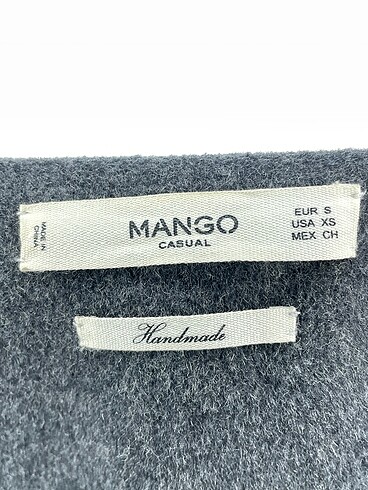 MADE IN
CHINA
MANGO
CASUAL
EUR S
USA XS
MEX CH
Handmade